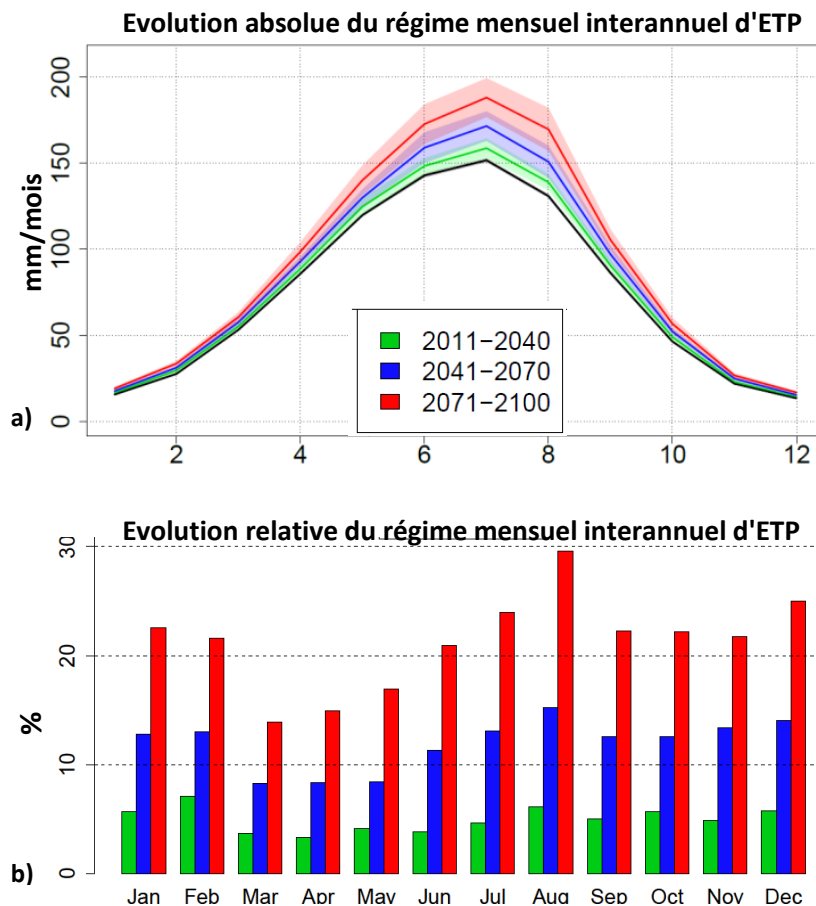 Evolution absolue du régime mensuel interannuel d'ETP
200
150
100
50
0
mm/mois
2011−2040
2041−2070
2071−2100
a)
2 4 6 8 10 12
Evolution relative du régime mensuel interannuel d'ETP
30
20
10
0
%
b)
Jan Feb Mar Apr May Jun Jul Aug Sep Oct Nov Dec